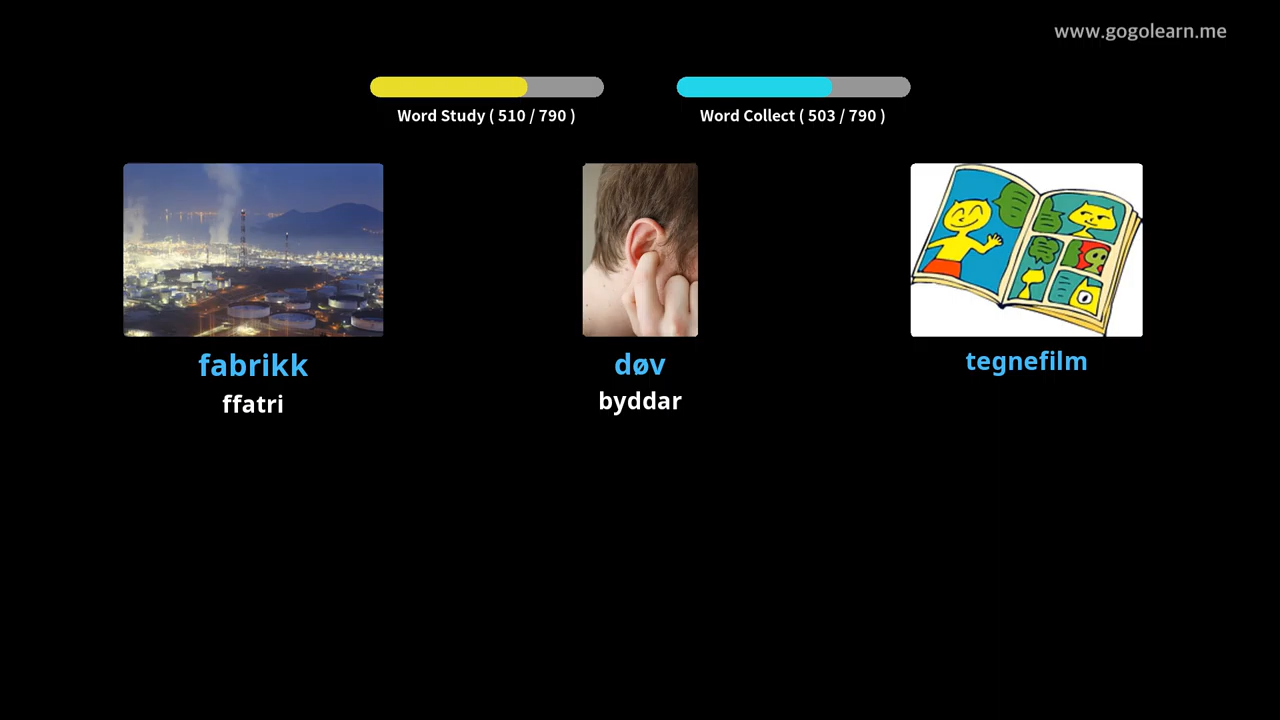 www.gogolearn.me
Word Study ( 510 / 790 )
Word Collect ( 503 / 790 )
fabrikk
ffatri
døv
byddar
tegnefilm